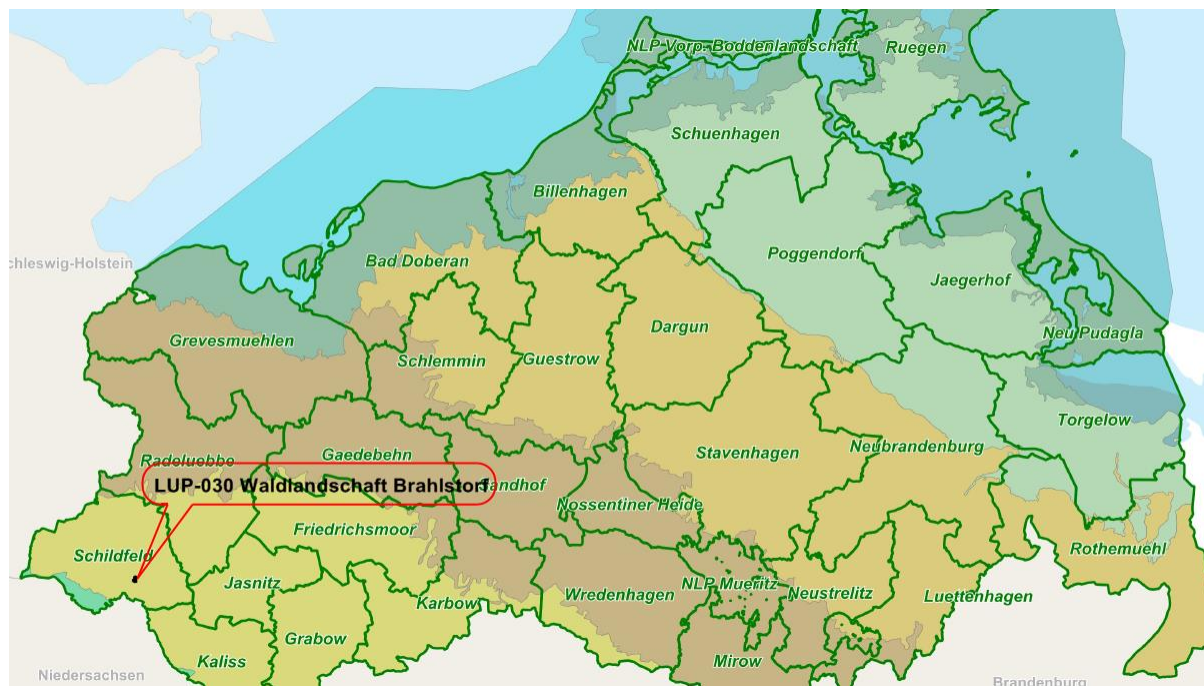 NLP Vorp. Boddenlandschaft
Ruegen
Schuenhagen
Billenhagen
chleswig-Holstein
Bad Doberan
Poggendorf
Jaegerhof
Grevesmuehlen
Dargun
Neu Pudagla
Schlemmin
Guestrow
Torgelow
Radeluebbe
Gaedebehn
Stavenhagen
Neubrandenburg
LUP-030 Waldlandschaft Brahlstorf
andhof
Nossentiner Heide
Friedrichsmoor
Schildfeld
Rothemuehl
Jasnitz
NLP Mueritz
Karbow
Wredenhagen
Neustrelitz
Luettenhagen
Grabow
Kaliss
Mirow
Niedersachsen
Brandenburg